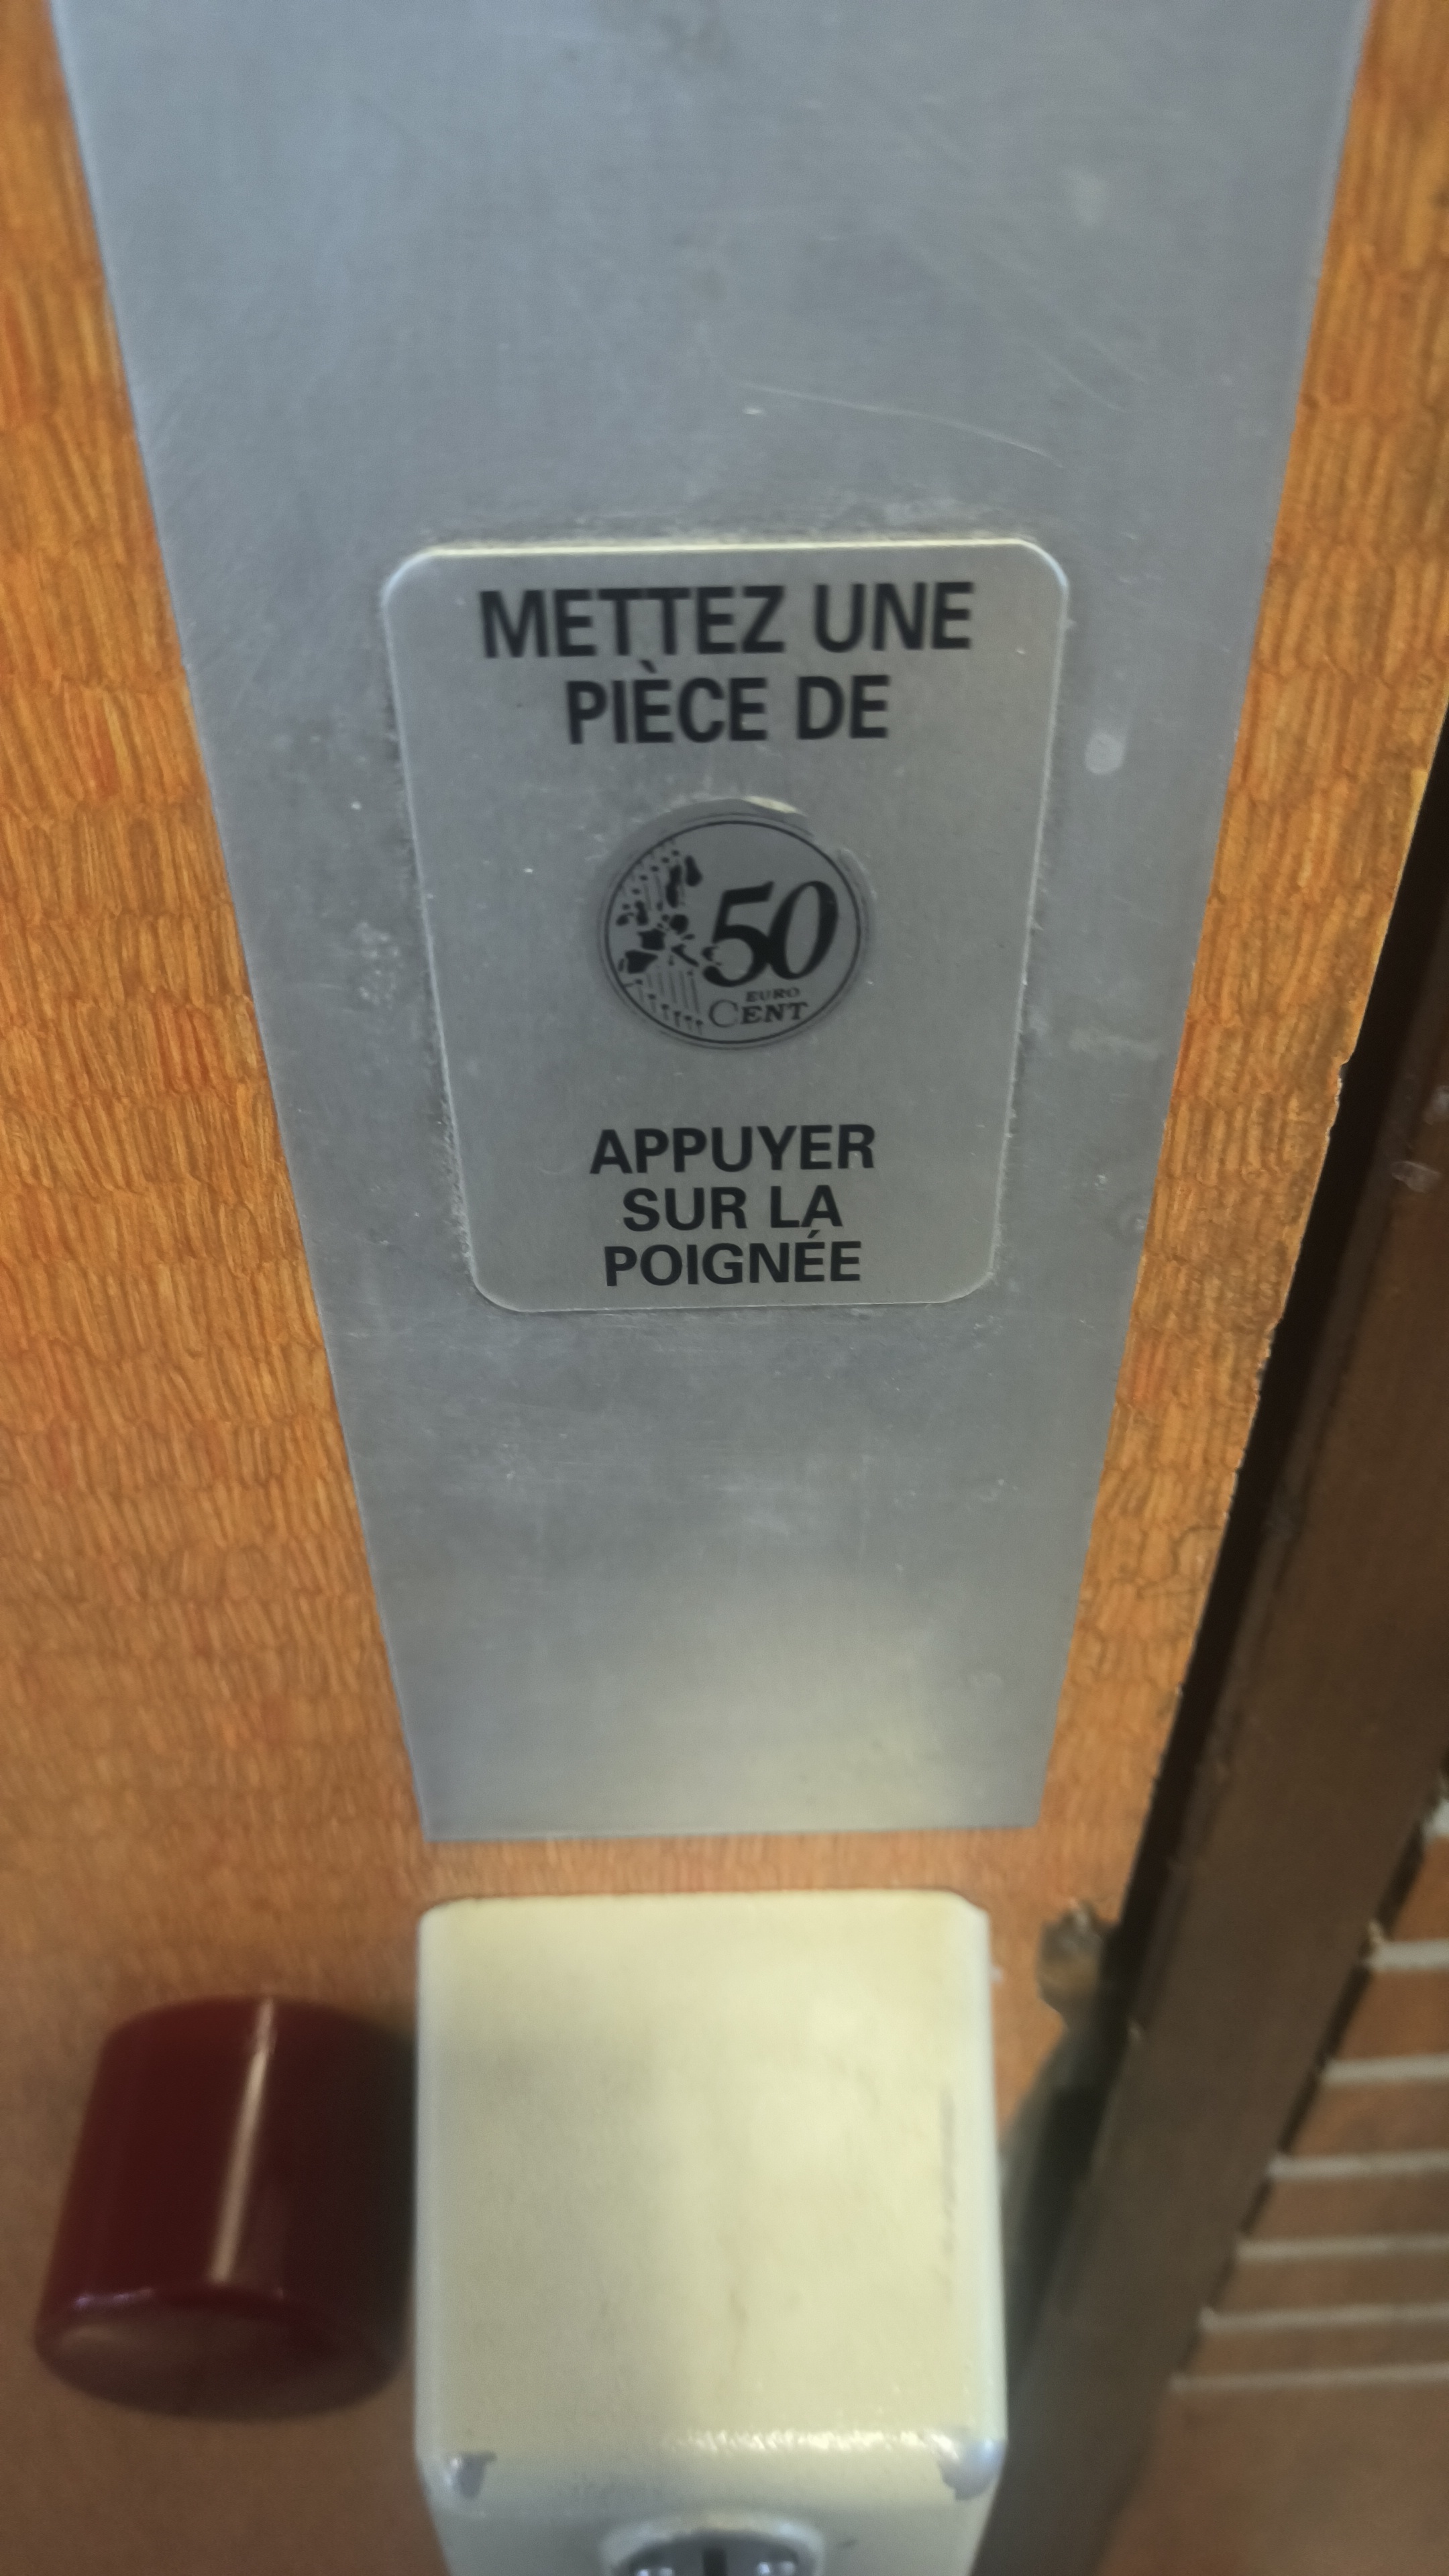 METTEZ UNE
PIÈCE DE
50
EURO
CENT
APPUYER
SUR LA
POIGNÉE